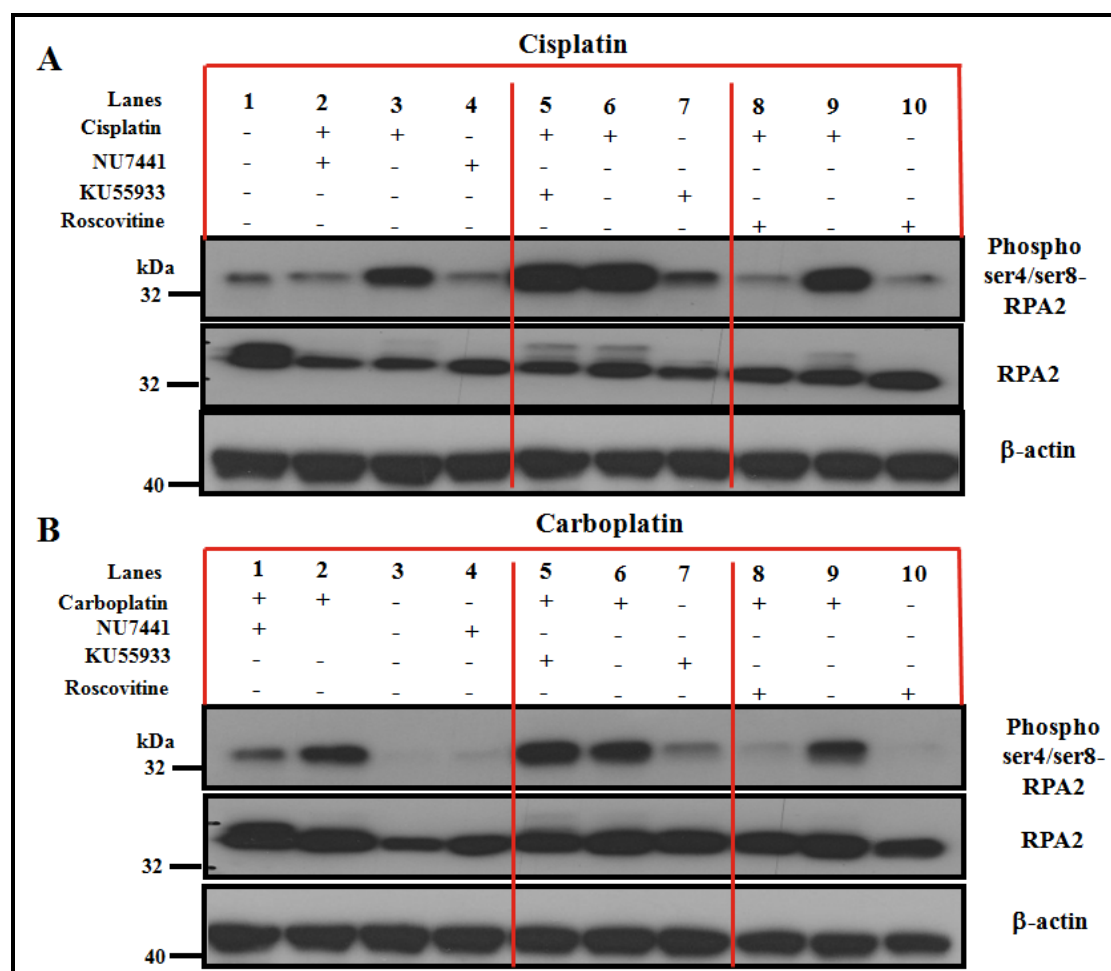 A
Cisplatin
Lanes 1 2 3 4 5 6 7 8 9 10
Cisplatin - + + - + + - + + -
NU7441 - + - + - - - - - -
KU55933 - - - - + - + - - -
Roscovitine - - - - - - - + - +
kDa
32
Phospho
ser4/ser8-
RPA2
32
RPA2
40
β-actin
B
Carboplatin
Lanes 1 2 3 4 5 6 7 8 9 10
Carboplatin + + - - + + - + + -
NU7441 + - + - - - - - -
KU55933 - - - - + - + - - -
Roscovitine - - - - - - - + - +
kDa
32
Phospho
ser4/ser8-
RPA2
32
RPA2
40
β-actin